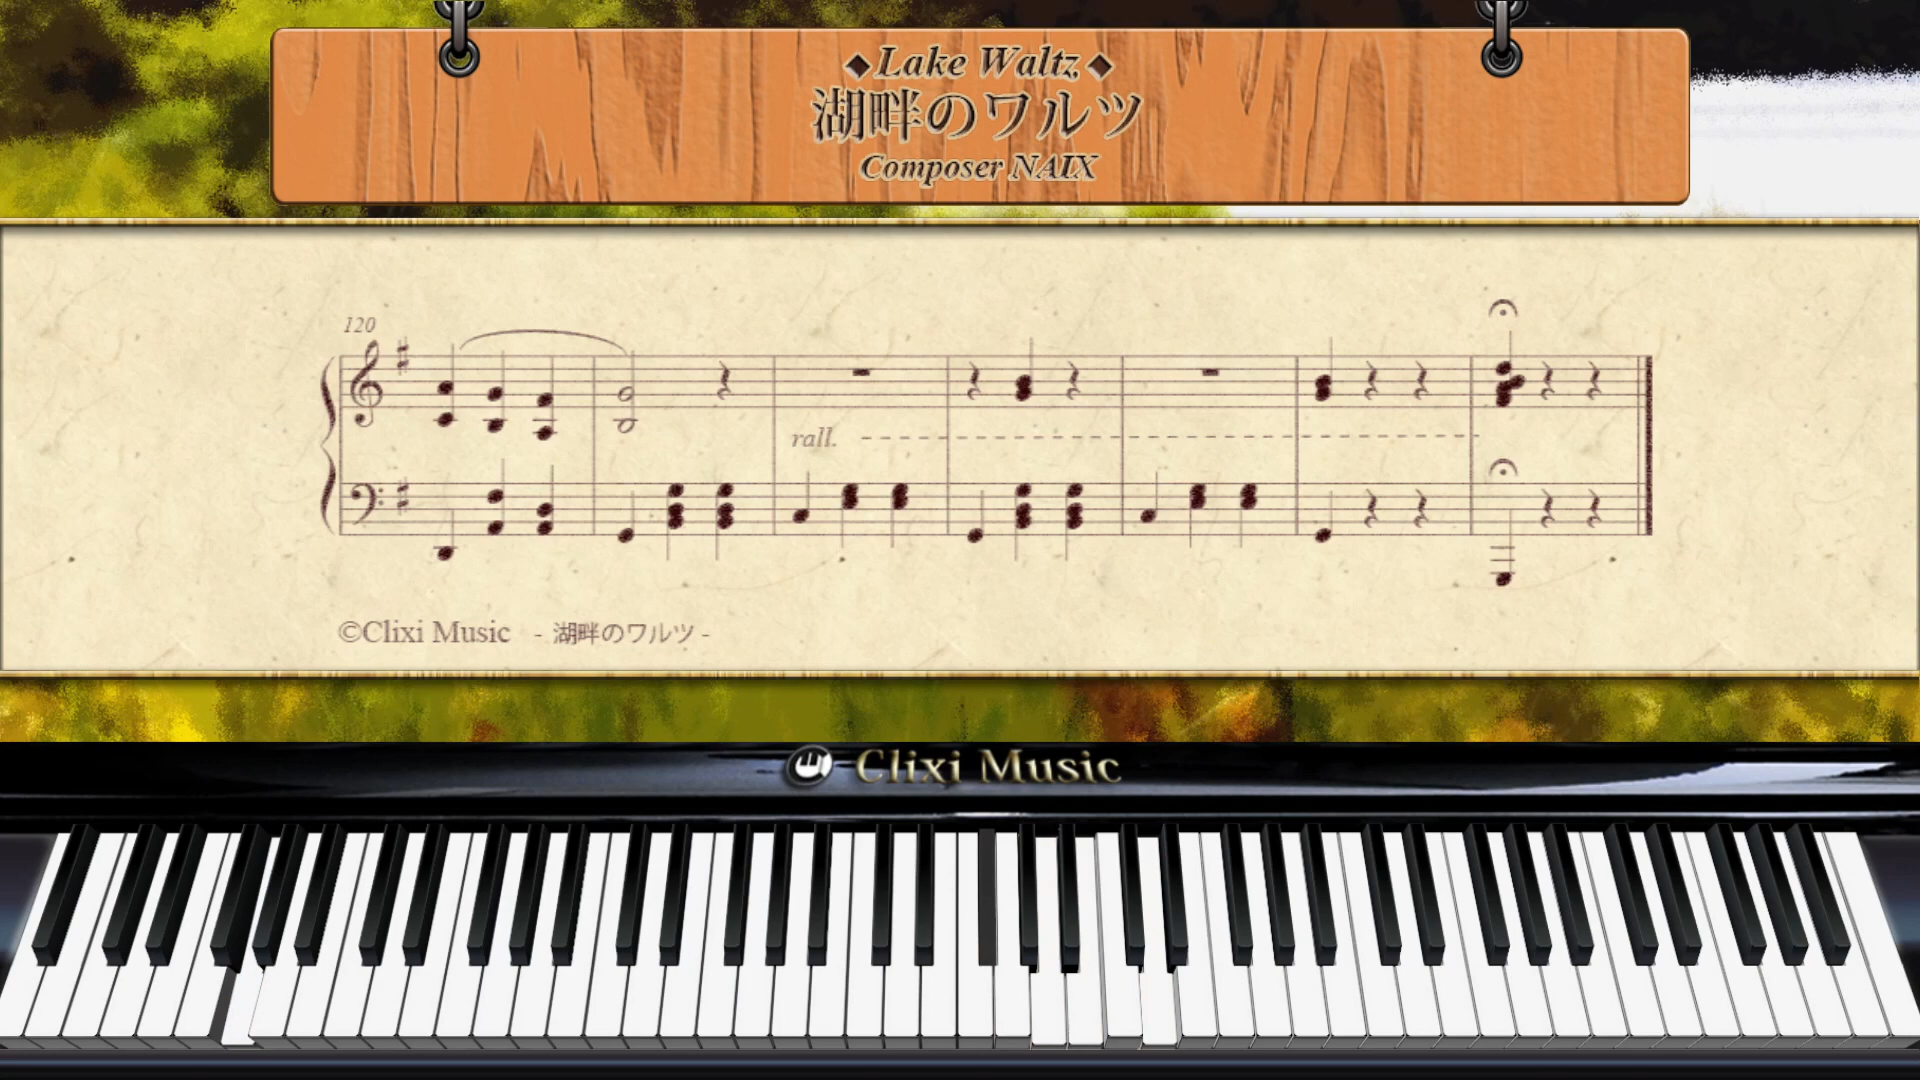 ◆Lake Waltz◆
湖畔のワルツ
Composer NAIX
120
rall.
©Clixi Music - 湖畔のワルツ -
Clixi Music